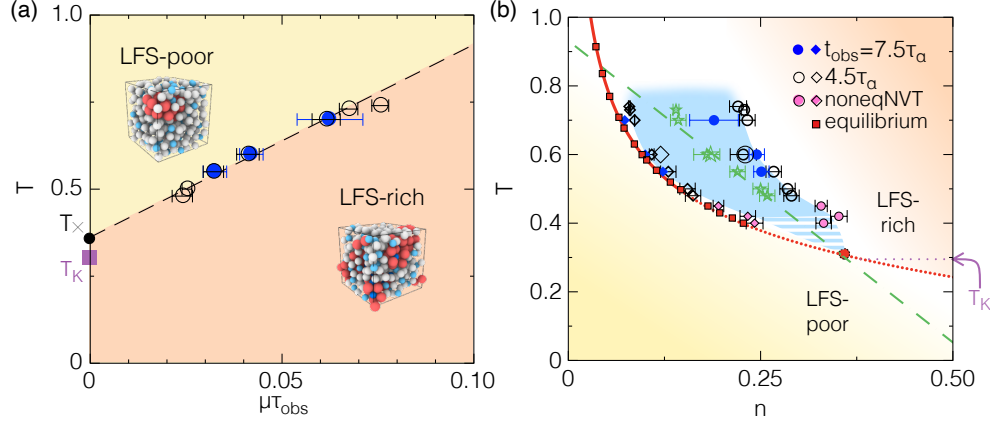 (a)
LFS-poor
LFS-rich
T
1.0
0.5
T×
TK
0
0
0.05
0.10
μτobs
(b)
tobs=7.5τα
4.5τα
noneqNVT
equilibrium
LFS-
rich
LFS-
poor
TK
T
1.0
0.8
0.6
0.4
0.2
0
0
0.25
0.50
n